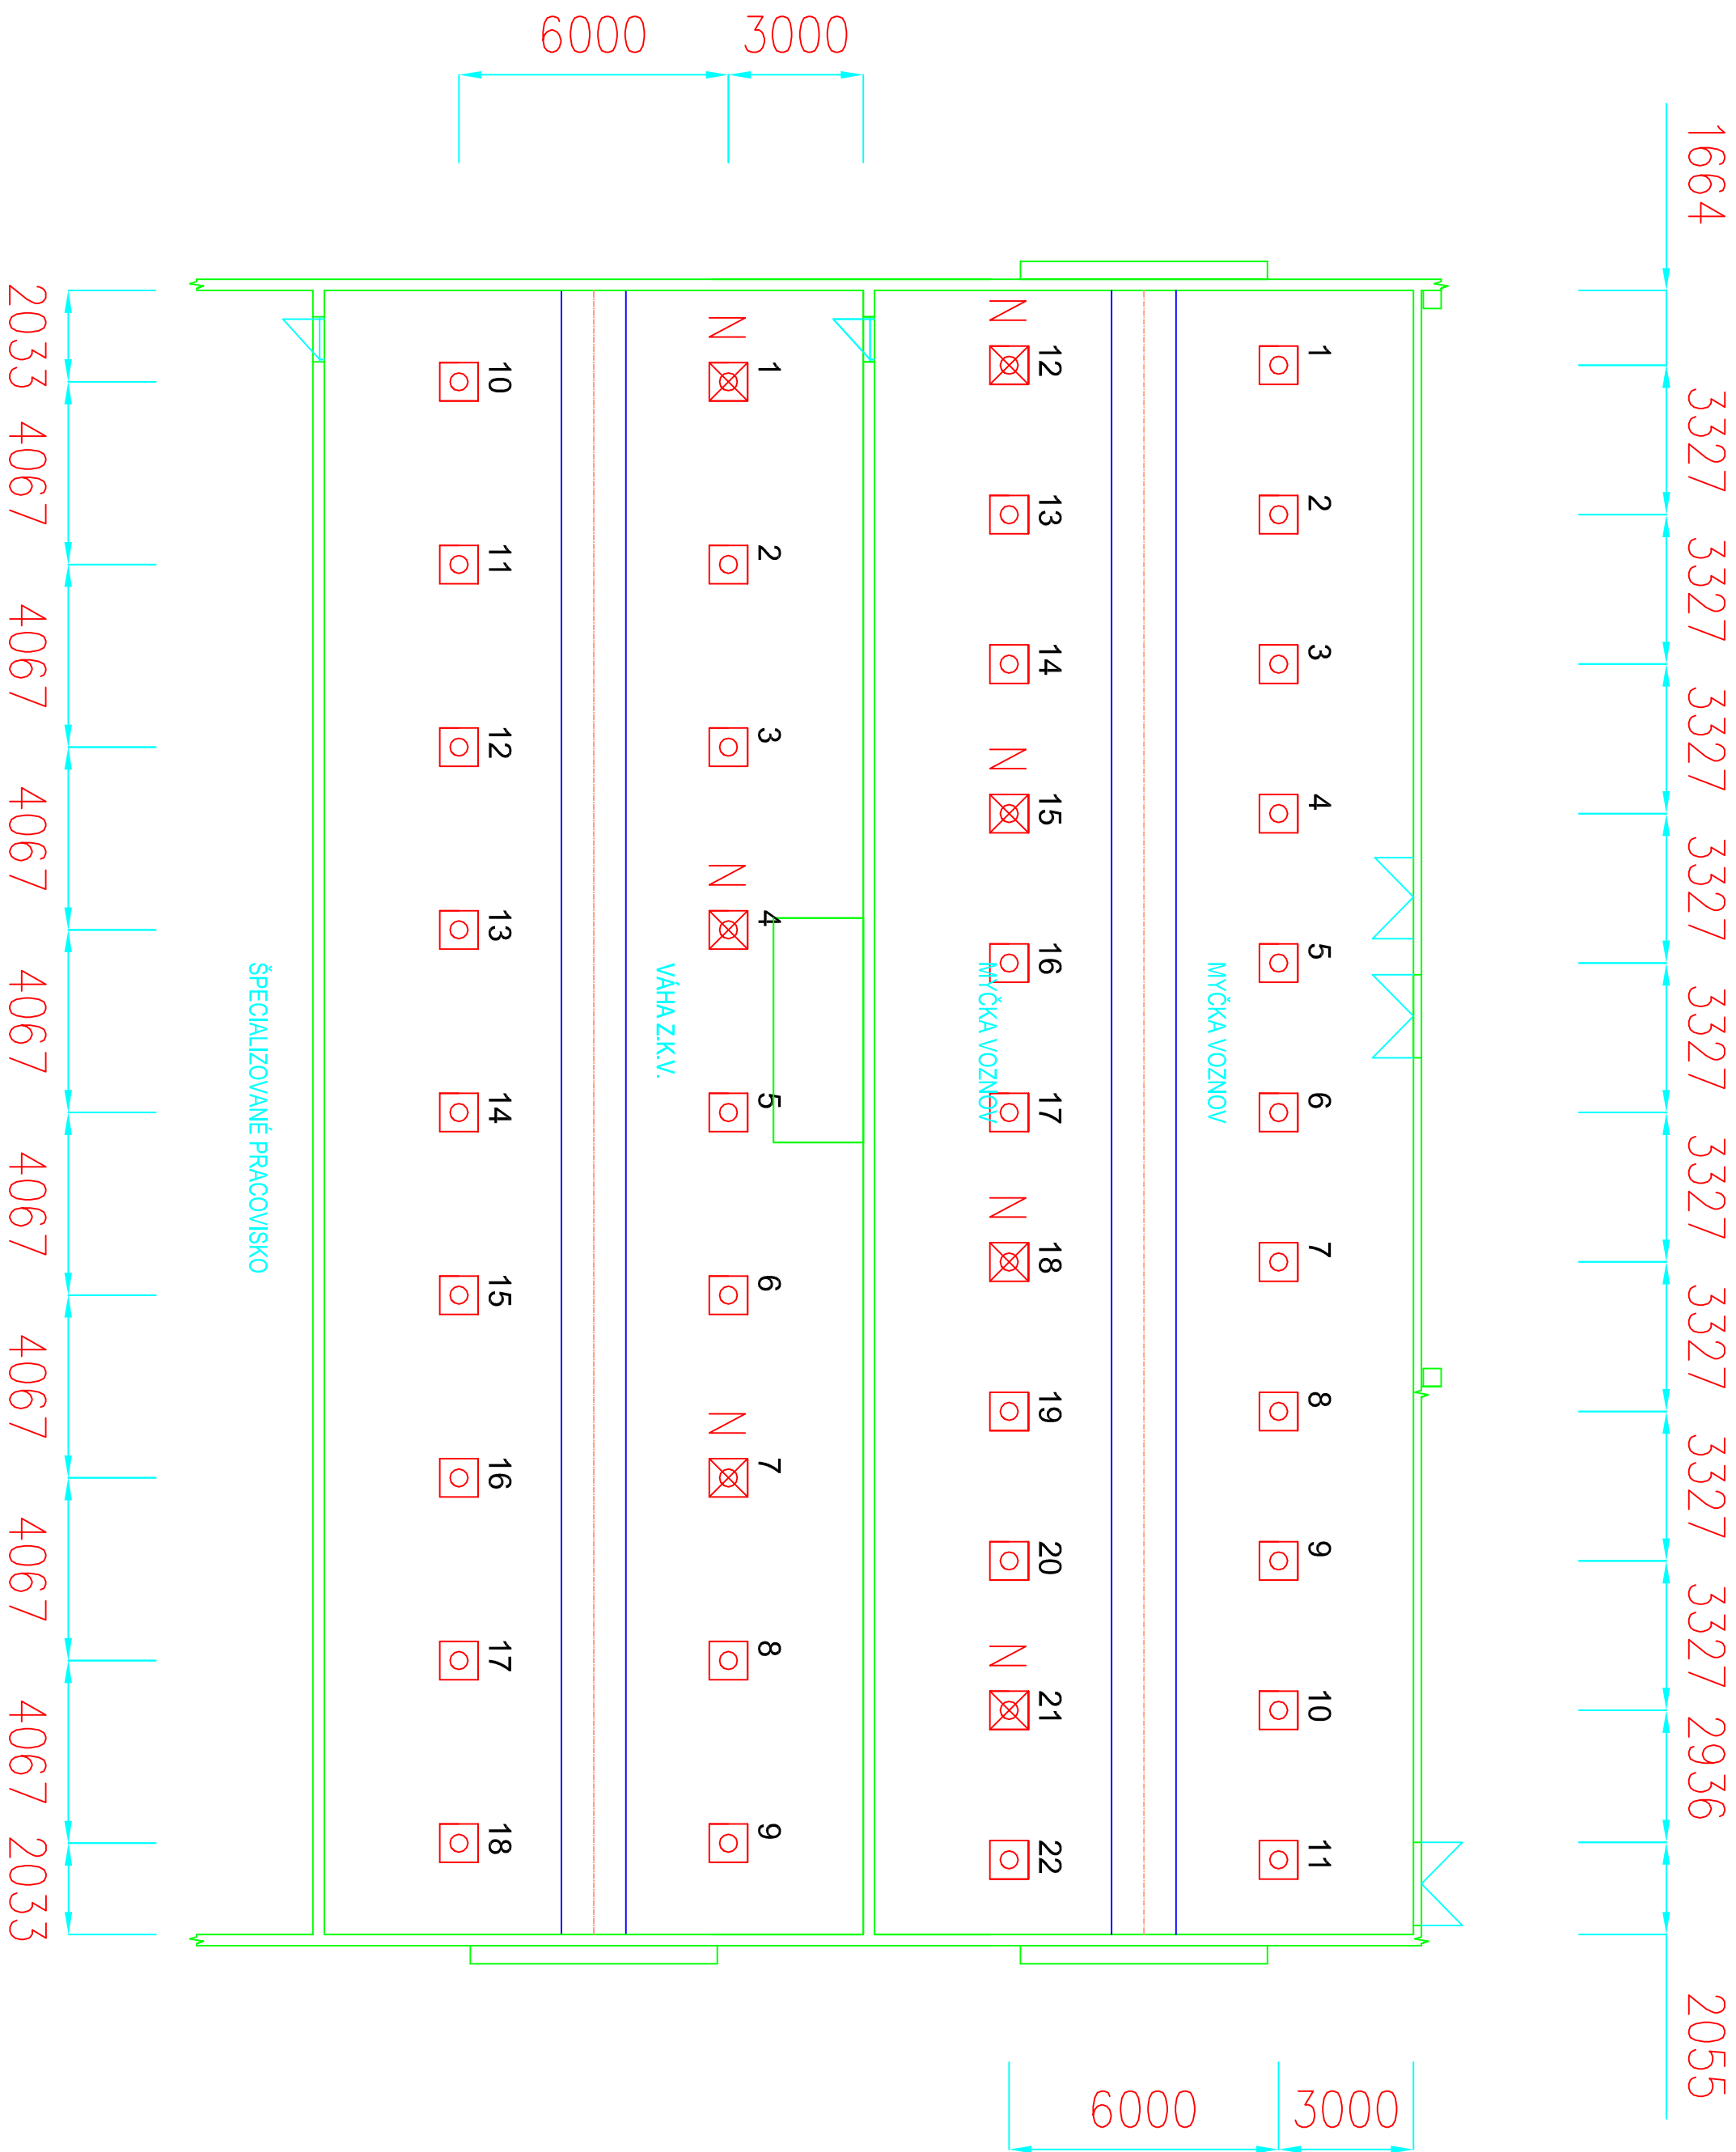 1664 3327 3327 3327 3327 3327 3327 3327 3327 3327 2936 2055
3000
1 2 3 4 5 6 7 8 9 10 11
MYČKA VOZNOV
6000
12 13 14 15 16 17 18 19 20 21 22
N N N N
MYČKA VOZNOV
3000
1 2 3 4 5 6 7 8 9
N N N
VÁHA Z.K.V.
6000
10 11 12 13 14 15 16 17 18
ŠPECIALIZOVANÉ PRACOVISKO
2033 4067 4067 4067 4067 4067 4067 4067 4067 2033